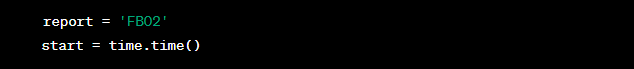 report = 'FB02'
start = time.time()